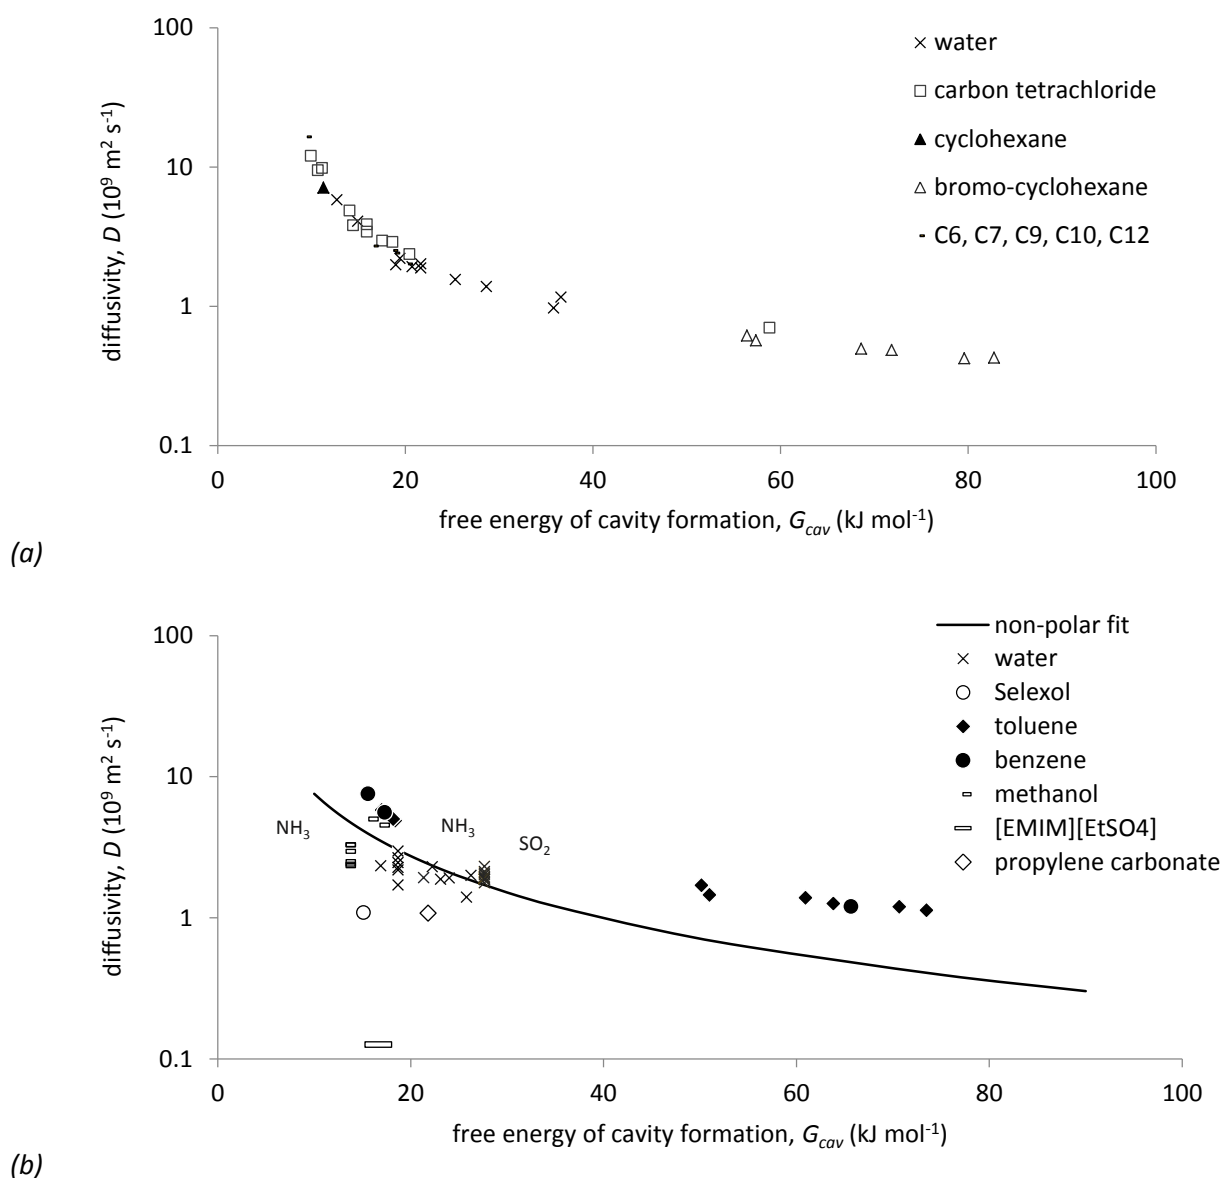 100
10
1
0.1
diffusivity, D (10⁹ m² s⁻¹)
0 20 40 60 80 100
free energy of cavity formation, G_cav (kJ mol⁻¹)
water
carbon tetrachloride
cyclohexane
bromo-cyclohexane
C6, C7, C9, C10, C12
(a)
100
10
1
0.1
diffusivity, D (10⁹ m² s⁻¹)
NH₃
NH₃
SO₂
0 20 40 60 80 100
free energy of cavity formation, G_cav (kJ mol⁻¹)
non-polar fit
water
Selexol
toluene
benzene
methanol
[EMIM][EtSO4]
propylene carbonate
(b)